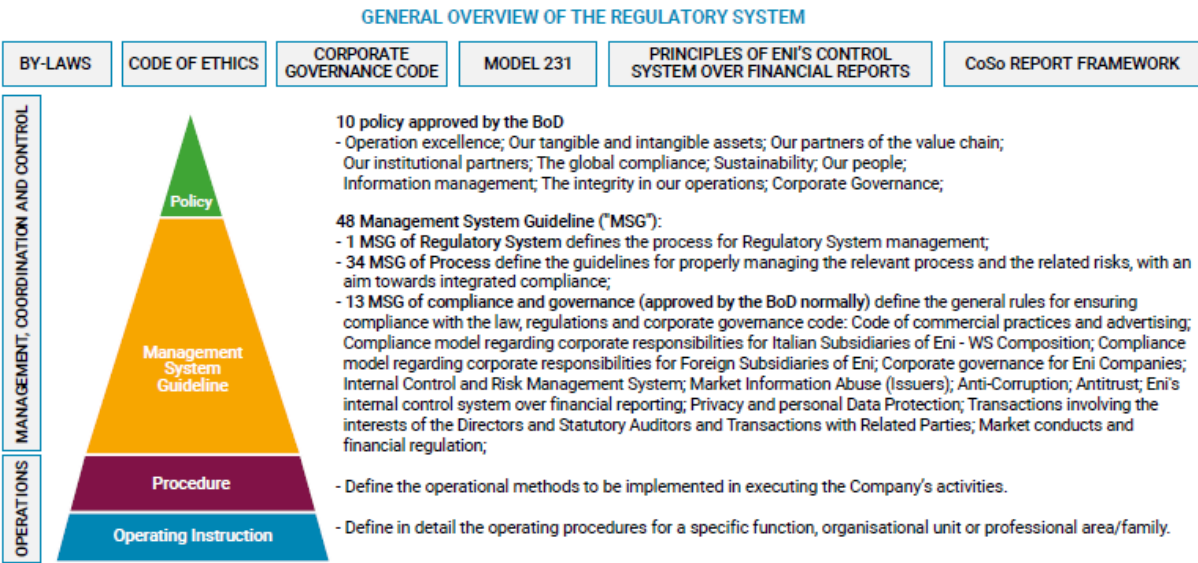 GENERAL OVERVIEW OF THE REGULATORY SYSTEM
BY-LAWS
CODE OF ETHICS
CORPORATE
GOVERNANCE CODE
MODEL 231
PRINCIPLES OF ENI'S CONTROL
SYSTEM OVER FINANCIAL REPORTS
CoSo REPORT FRAMEWORK
MANAGEMENT, COORDINATION AND CONTROL
Policy
10 policy approved by the BoD
- Operation excellence; Our tangible and intangible assets; Our partners of the value chain;
Our institutional partners; The global compliance; Sustainability; Our people;
Information management; The integrity in our operations; Corporate Governance;
Management
System
Guideline
48 Management System Guideline ("MSG"):
- 1 MSG of Regulatory System defines the process for Regulatory System management;
- 34 MSG of Process define the guidelines for properly managing the relevant process and the related risks, with an
aim towards integrated compliance;
- 13 MSG of compliance and governance (approved by the BoD normally) define the general rules for ensuring
compliance with the law, regulations and corporate governance code: Code of commercial practices and advertising;
Compliance model regarding corporate responsibilities for Italian Subsidiaries of Eni - WS Composition; Compliance
model regarding corporate responsibilities for Foreign Subsidiaries of Eni; Corporate governance for Eni Companies;
Internal Control and Risk Management System; Market Information Abuse (Issuers); Anti-Corruption; Antitrust; Eni's
internal control system over financial reporting; Privacy and personal Data Protection; Transactions involving the
interests of the Directors and Statutory Auditors and Transactions with Related Parties; Market conducts and
financial regulation;
OPERATIONS
Procedure
- Define the operational methods to be implemented in executing the Company's activities.
Operating Instruction
- Define in detail the operating procedures for a specific function, organisational unit or professional area/family.